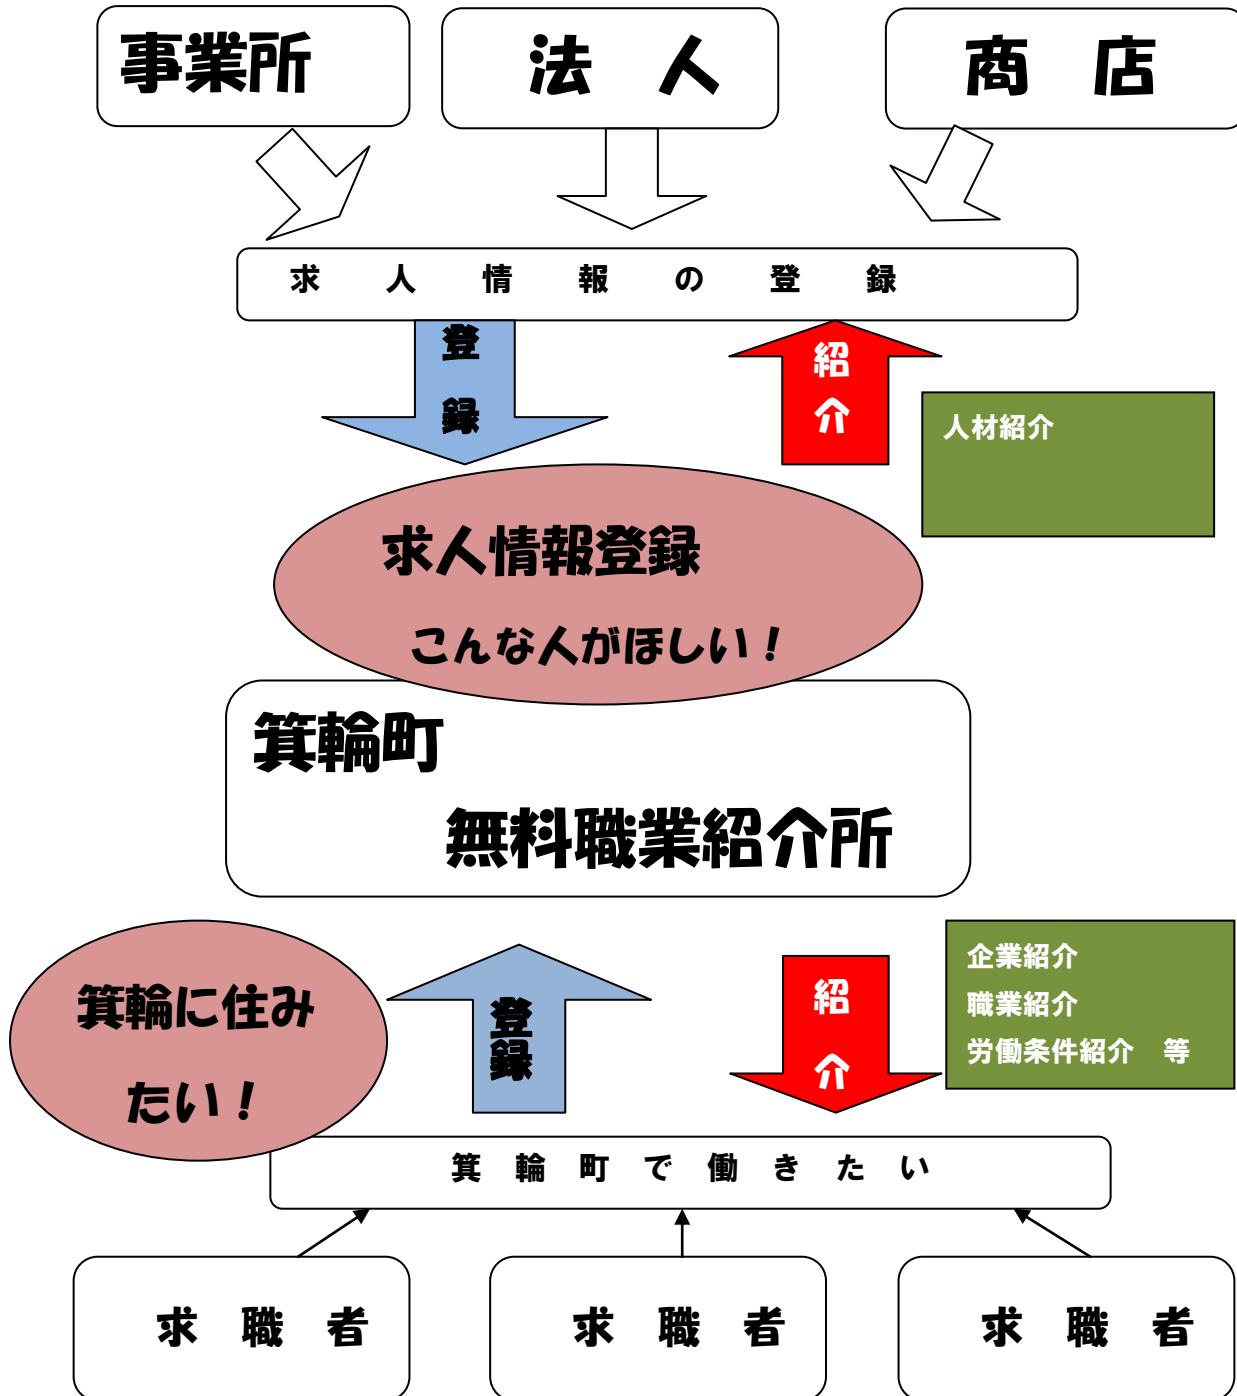 事業所
法　人
商　店
求　人　情　報　の　登　録
登
録
紹
介
人材紹介
求人情報登録
こんな人がほしい！
箕輪町
無料職業紹介所
箕輪に住み
たい！
登
録
紹
介
企業紹介
職業紹介
労働条件紹介　等
箕　輪　町　で　働　き　た　い
求　職　者
求　職　者
求　職　者